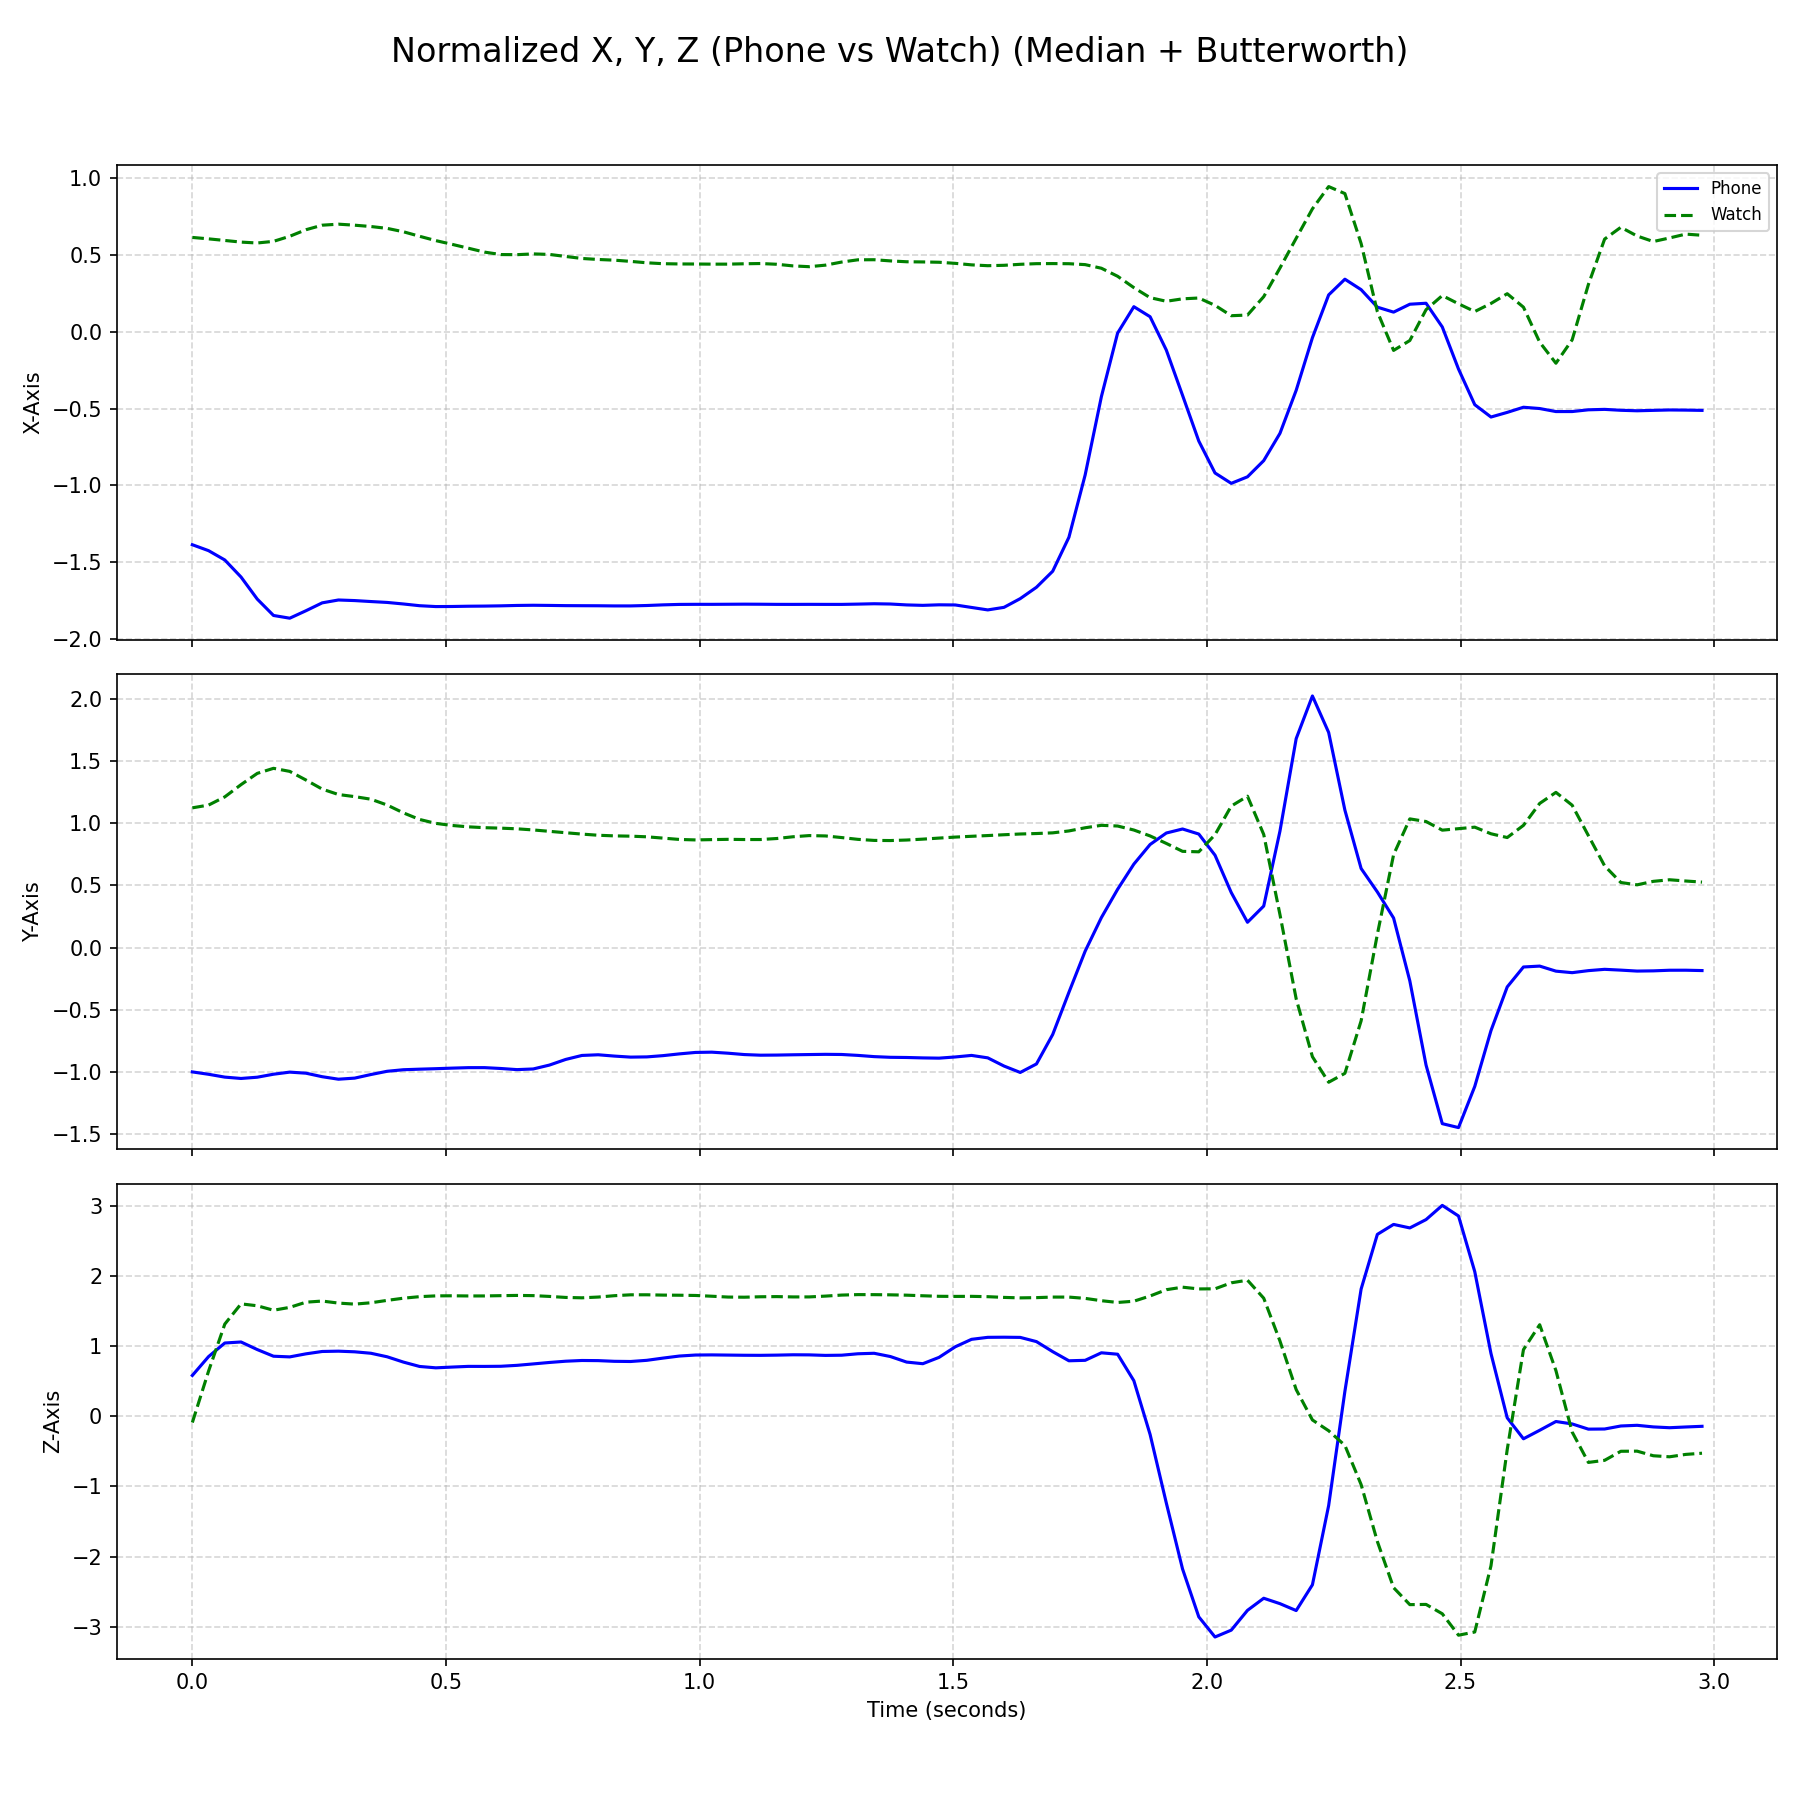 Normalized X, Y, Z (Phone vs Watch) (Median + Butterworth)
Phone
Watch
1.0
0.5
0.0
−0.5
−1.0
−1.5
−2.0
X-Axis
2.0
1.5
1.0
0.5
0.0
−0.5
−1.0
−1.5
Y-Axis
3
2
1
0
−1
−2
−3
Z-Axis
0.0 0.5 1.0 1.5 2.0 2.5 3.0
Time (seconds)